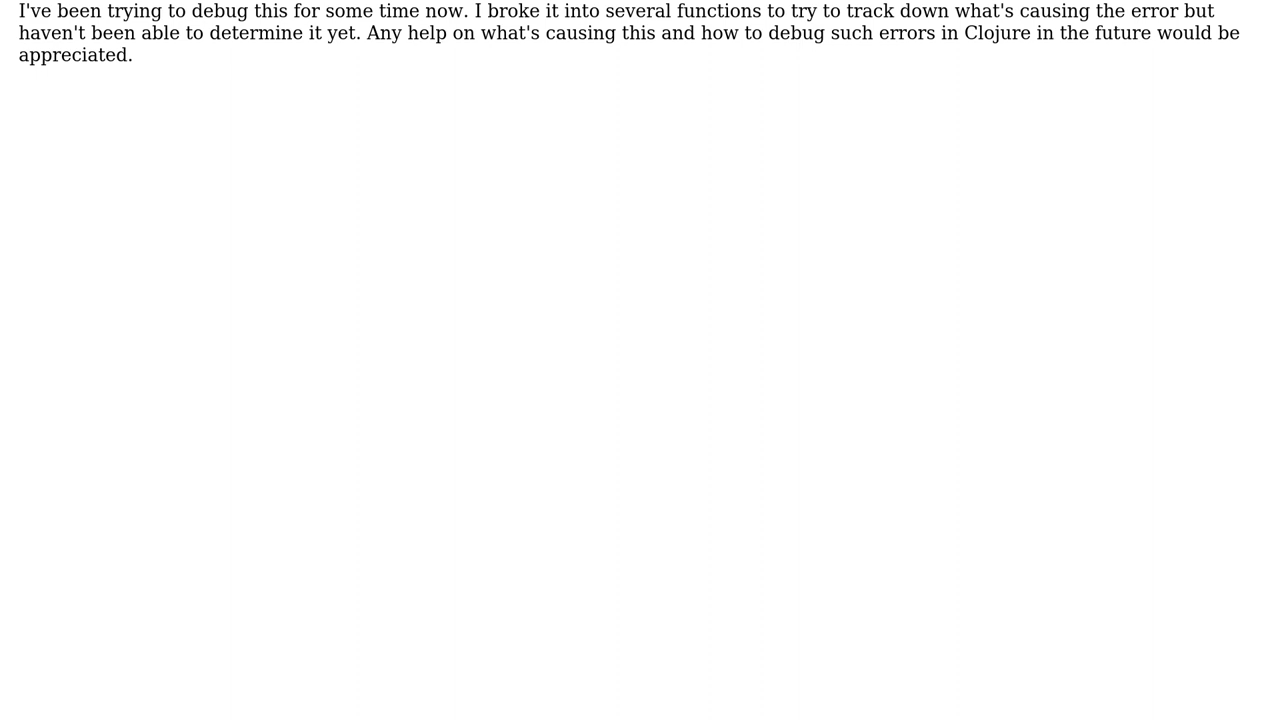 I've been trying to debug this for some time now. I broke it into several functions to try to track down what's causing the error but
haven't been able to determine it yet. Any help on what's causing this and how to debug such errors in Clojure in the future would be
appreciated.